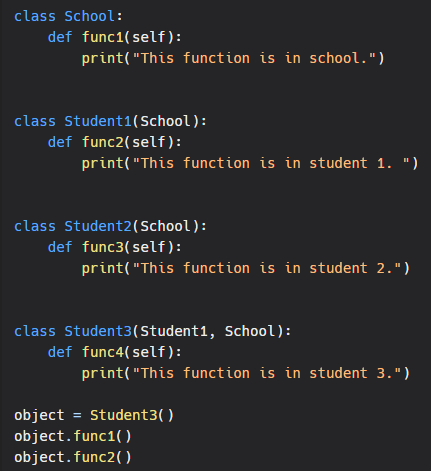 class School:
    def func1(self):
        print("This function is in school.")
class Student1(School):
    def func2(self):
        print("This function is in student 1. ")
class Student2(School):
    def func3(self):
        print("This function is in student 2.")
class Student3(Student1, School):
    def func4(self):
        print("This function is in student 3.")
object = Student3()
object.func1()
object.func2()